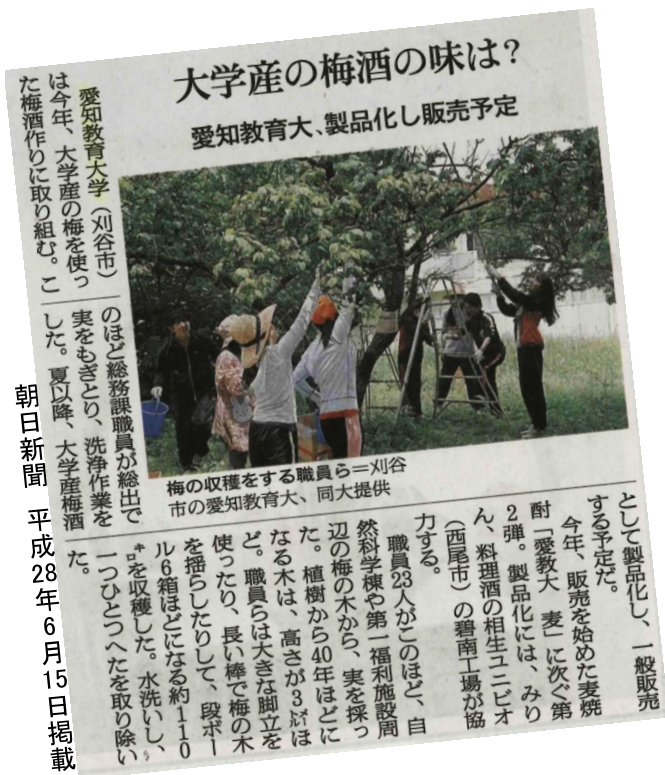 大学産の梅酒の味は?
愛知教育大、製品化し販売予定
愛知教育大学(刈谷市)
は今年、大学産の梅を使っ
た梅酒作りに取り組む。こ
のほど総務課職員が総出で
実をもぎとり、洗浄作業を
した。夏以降、大学産梅酒
として製品化し、一般販売
する予定だ。
今年、販売を始めた麦焼
酎「愛教大 麦」に次ぐ第
2弾。製品化には、みり
ん、料理酒の相生ユニビオ
(西尾市)の碧南工場が協
力する。
職員23人がこのほど、自
然科学棟や第一福利施設周
辺の梅の木から、実を採っ
た。植樹から40年ほどに
なる木は、高さが3㍍ほ
ど。職員らは大きな脚立を
使ったり、長い棒で梅の木
を揺らしたりして、段ボー
ル6箱ほどになる約110
㌔を収穫した。水洗いし、
一つひとつへたを取り除い
た。
梅の収穫をする職員ら=刈谷
市の愛知教育大、同大提供
朝日新聞 平成28年6月15日掲載